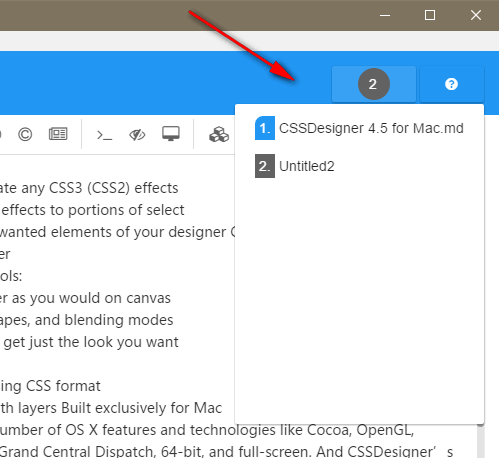 2
?
1. CSSDesigner 4.5 for Mac.md
2. Untitled2
ate any CSS3 (CSS2) effects
effects to portions of select
wanted elements of your designer
er
ols:
er as you would on canvas
apes, and blending modes
get just the look you want
ing CSS format
th layers Built exclusively for Mac
number of OS X features and technologies like Cocoa, OpenGL,
Grand Central Dispatch, 64-bit, and full-screen. And CSSDesigner’s